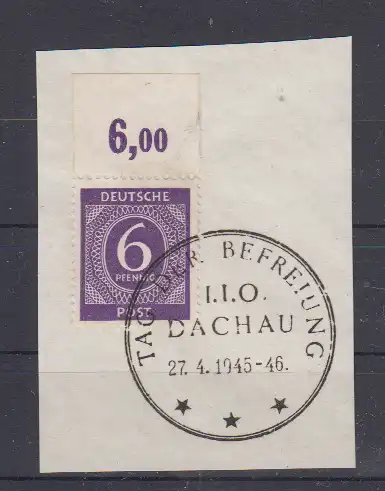 6,00
DEUTSCHE
6
PFENNIG
POST
TAG DER BEFREIUNG
I.I.O.
DACHAU
27. 4. 1945-46.